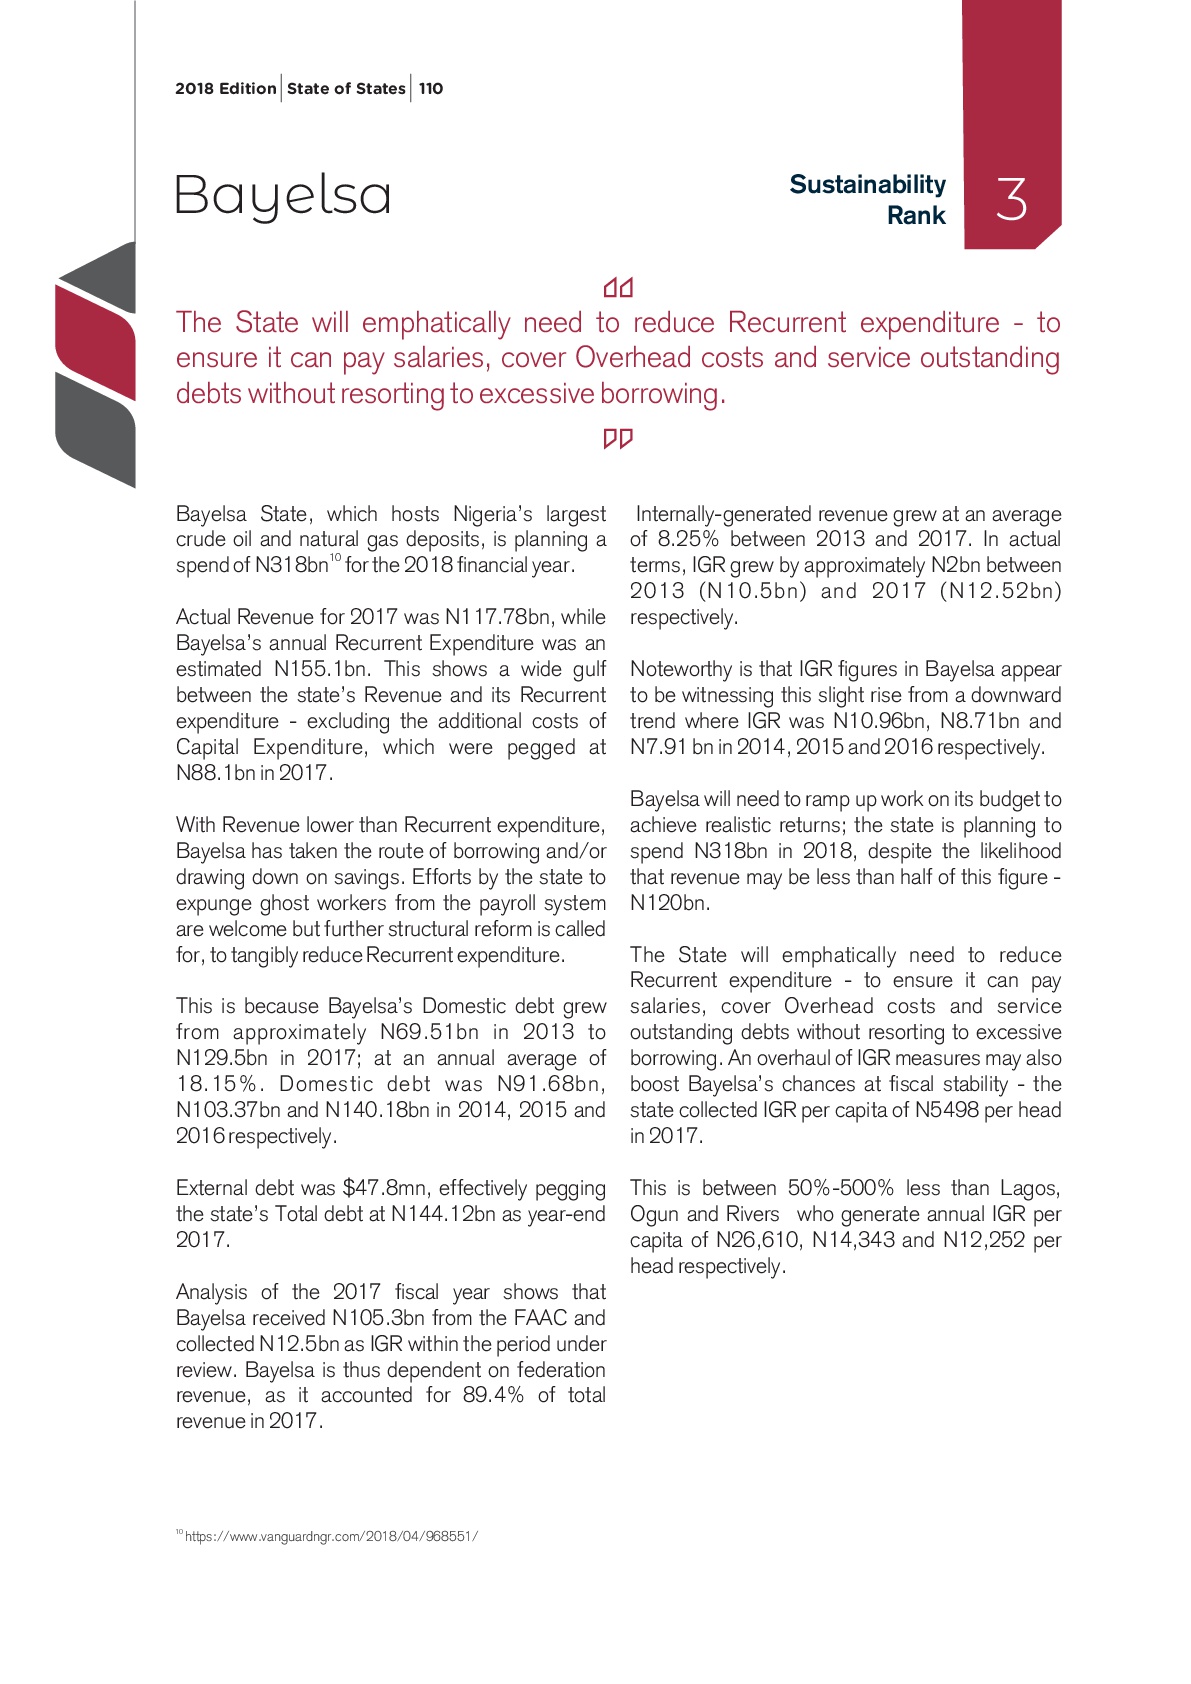 2018 Edition State of States 110
Bayelsa
Sustainability
Rank
3
The State will emphatically need to reduce Recurrent expenditure - to
ensure it can pay salaries, cover Overhead costs and service outstanding
debts without resorting to excessive borrowing.
Bayelsa State, which hosts Nigeria's largest
crude oil and natural gas deposits, is planning a
spend of N318bn10 for the 2018 financial year.
Actual Revenue for 2017 was N117.78bn, while
Bayelsa's annual Recurrent Expenditure was an
estimated N155.1bn. This shows a wide gulf
between the state's Revenue and its Recurrent
expenditure - excluding the additional costs of
Capital Expenditure, which were pegged at
N88.1bn in 2017.
With Revenue lower than Recurrent expenditure,
Bayelsa has taken the route of borrowing and/or
drawing down on savings. Efforts by the state to
expunge ghost workers from the payroll system
are welcome but further structural reform is called
for, to tangibly reduce Recurrent expenditure.
This is because Bayelsa's Domestic debt grew
from approximately N69.51bn in 2013 to
N129.5bn in 2017; at an annual average of
18.15%. Domestic debt was N91.68bn,
N103.37bn and N140.18bn in 2014, 2015 and
2016 respectively.
External debt was $47.8mn, effectively pegging
the state's Total debt at N144.12bn as year-end
2017.
Analysis of the 2017 fiscal year shows that
Bayelsa received N105.3bn from the FAAC and
collected N12.5bn as IGR within the period under
review. Bayelsa is thus dependent on federation
revenue, as it accounted for 89.4% of total
revenue in 2017.
Internally-generated revenue grew at an average
of 8.25% between 2013 and 2017. In actual
terms, IGR grew by approximately N2bn between
2013 (N10.5bn) and 2017 (N12.52bn)
respectively.
Noteworthy is that IGR figures in Bayelsa appear
to be witnessing this slight rise from a downward
trend where IGR was N10.96bn, N8.71bn and
N7.91 bn in 2014, 2015 and 2016 respectively.
Bayelsa will need to ramp up work on its budget to
achieve realistic returns; the state is planning to
spend N318bn in 2018, despite the likelihood
that revenue may be less than half of this figure -
N120bn.
The State will emphatically need to reduce
Recurrent expenditure - to ensure it can pay
salaries, cover Overhead costs and service
outstanding debts without resorting to excessive
borrowing. An overhaul of IGR measures may also
boost Bayelsa's chances at fiscal stability - the
state collected IGR per capita of N5498 per head
in 2017.
This is between 50%-500% less than Lagos,
Ogun and Rivers who generate annual IGR per
capita of N26,610, N14,343 and N12,252 per
head respectively.
10 https://www.vanguardngr.com/2018/04/968551/